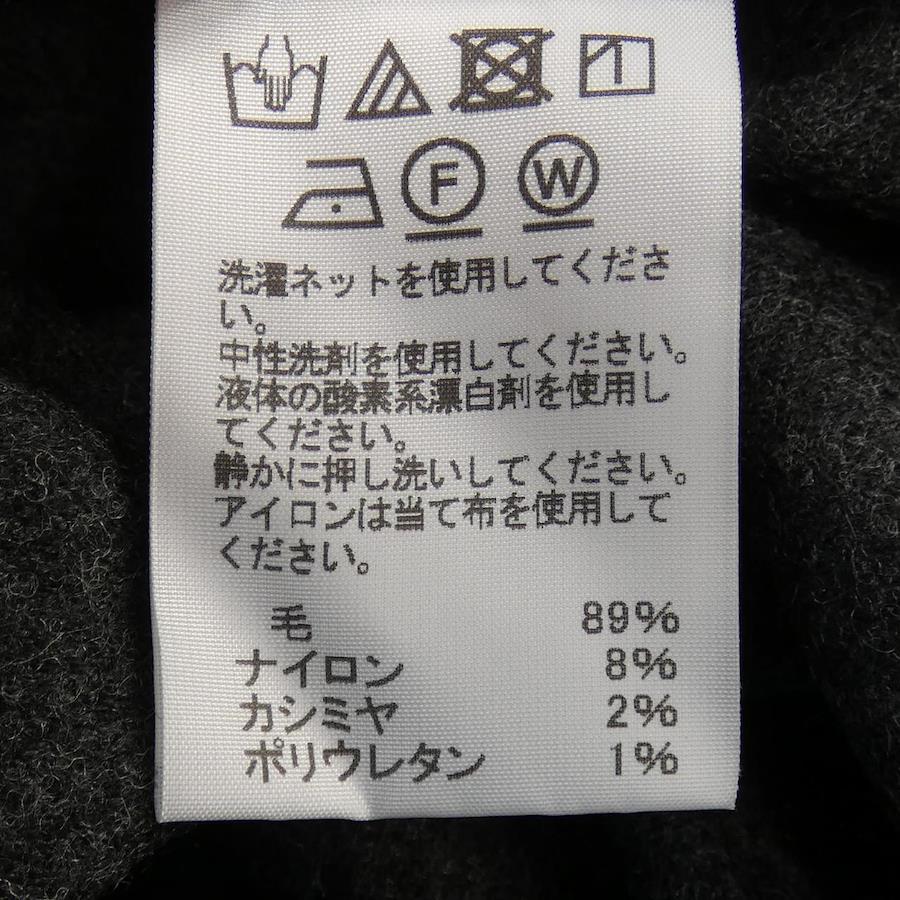 F W
洗濯ネットを使用してくださ
い。
中性洗剤を使用してください。
液体の酸素系漂白剤を使用し
てください。
静かに押し洗いしてください。
アイロンは当て布を使用して
ください。
毛 89%
ナイロン 8%
カシミヤ 2%
ポリウレタン 1%